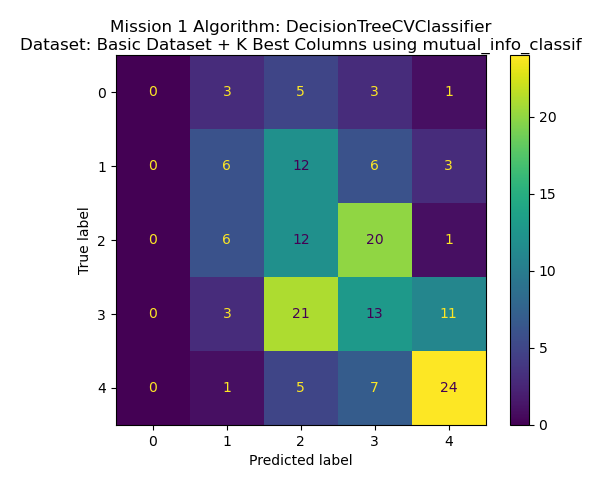 Mission 1 Algorithm: DecisionTreeCVClassifier
Dataset: Basic Dataset + K Best Columns using mutual_info_classif
0 0 3 5 3 1
1 0 6 12 6 3
2 0 6 12 20 1
3 0 3 21 13 11
4 0 1 5 7 24
0 1 2 3 4
Predicted label
True label
20
15
10
5
0